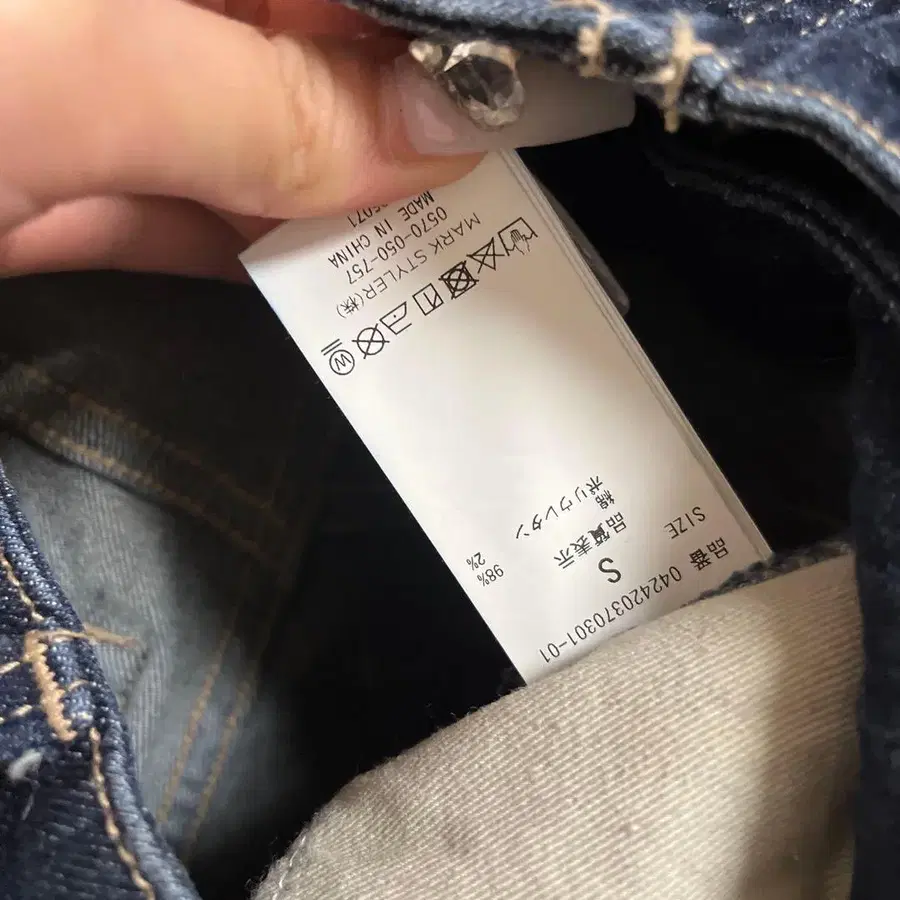 品番 042420370301-01
SIZE S
品質表示
綿 98%
ポリウレタン 2%
W
MARK STYLER(株)
0570-050-757
MADE IN CHINA